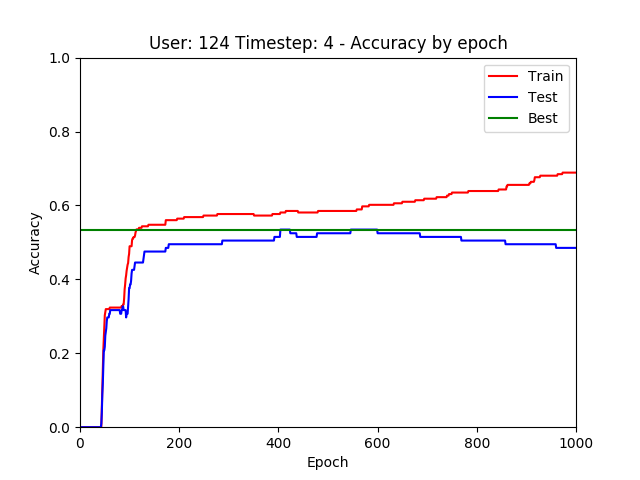 User: 124 Timestep: 4 - Accuracy by epoch
1.0
0.8
0.6
0.4
0.2
0.0
Accuracy
Train
Test
Best
0 200 400 600 800 1000
Epoch